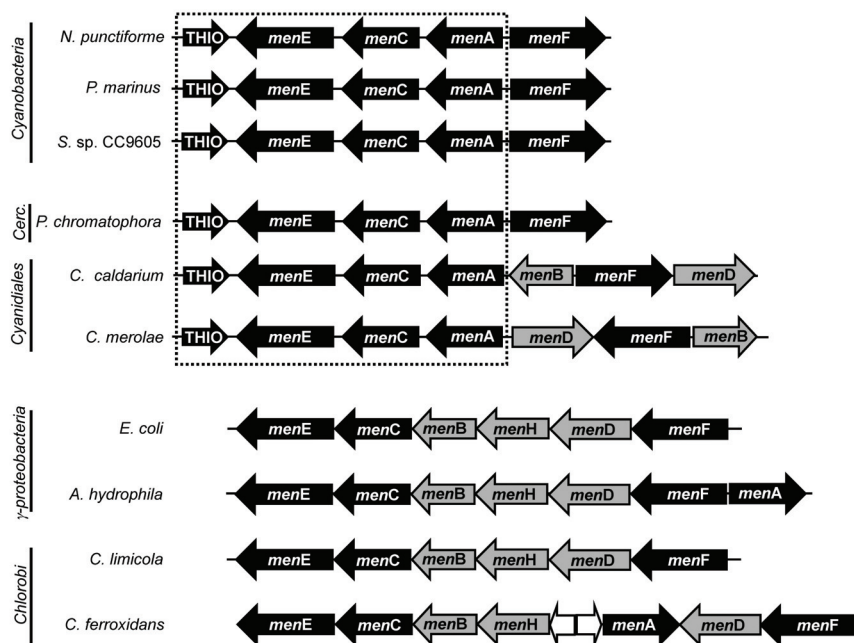 Cyanobacteria
N. punctiforme THIO menE menC menA menF
P. marinus THIO menE menC menA menF
S. sp. CC9605 THIO menE menC menA menF
Cerc.
P. chromatophora THIO menE menC menA menF
Cyanidiales
C. caldarium THIO menE menC menA menB menF menD
C. merolae THIO menE menC menA menD menF menB
γ-proteobacteria
E. coli menE menC menB menH menD menF
A. hydrophila menE menC menB menH menD menF menA
Chlorobi
C. limicola menE menC menB menH menD menF
C. ferroxidans menE menC menB menH menA menD menF